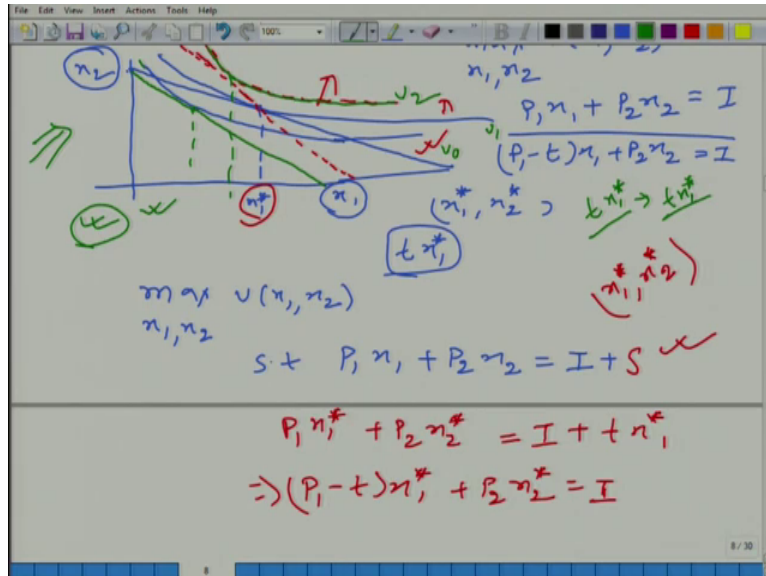 File Edit View Insert Actions Tools Help
100%
B I
x₂
x₁, x₂
U₂
P₁x₁ + P₂x₂ = I
U₁
U₀
(P₁-t)x₁ + P₂x₂ = I
x₁*
x₁
(x₁*, x₂*)
tx₁* → tx₁*
tx₁*
(x₁*, x₂*)
max U(x₁, x₂)
x₁, x₂
s.t P₁x₁ + P₂x₂ = I + S
P₁x₁* + P₂x₂* = I + tx₁*
⇒ (P₁-t)x₁* + P₂x₂* = I
8 / 30
8